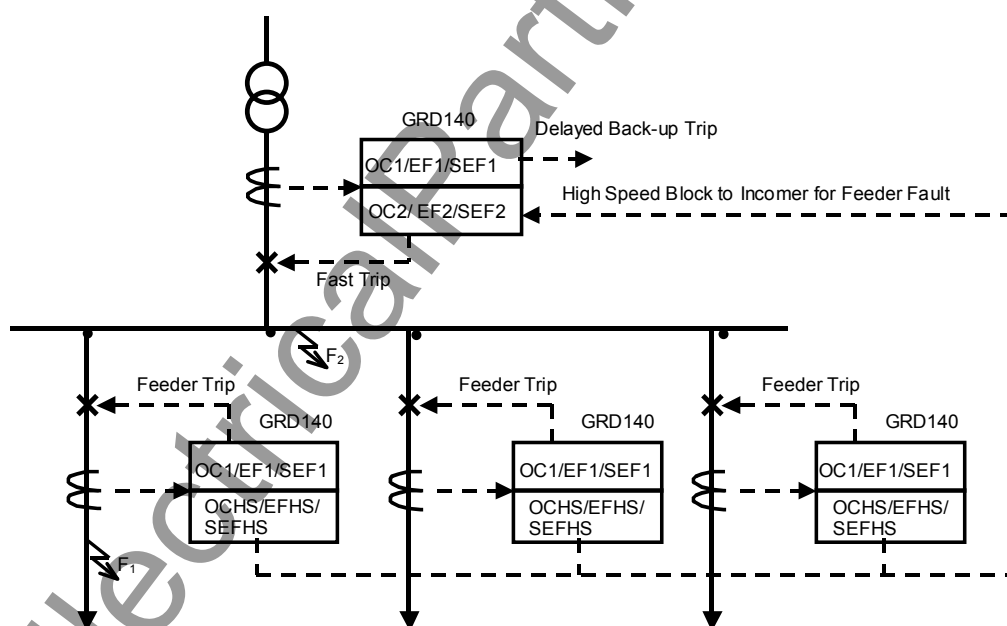 GRD140
Delayed Back-up Trip
OC1/EF1/SEF1
High Speed Block to Incomer for Feeder Fault
OC2/ EF2/SEF2
Fast Trip
F2
Feeder Trip
Feeder Trip
Feeder Trip
GRD140
GRD140
GRD140
OC1/EF1/SEF1
OC1/EF1/SEF1
OC1/EF1/SEF1
OCHS/EFHS/
SEFHS
OCHS/EFHS/
SEFHS
OCHS/EFHS/
SEFHS
F1
lectricalPart